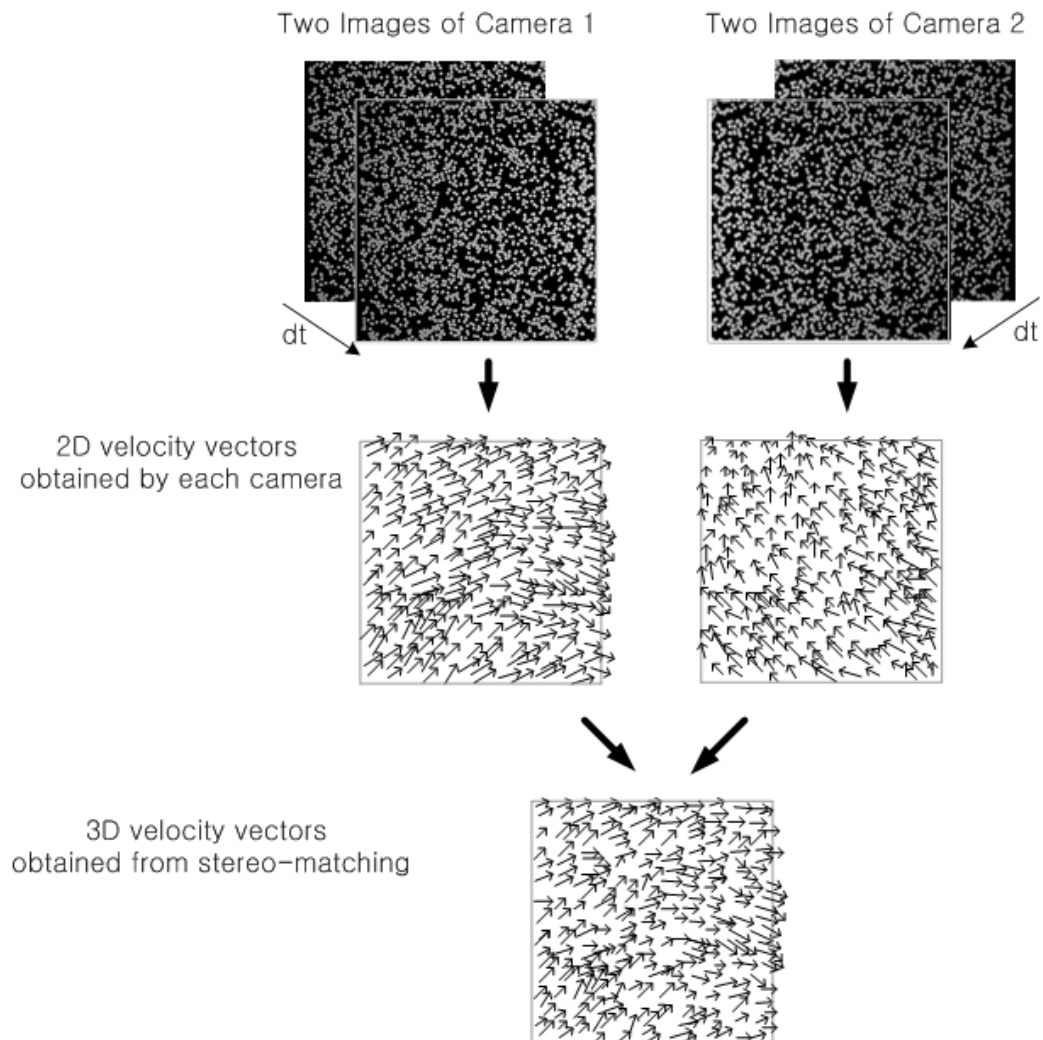 Two Images of Camera 1
Two Images of Camera 2
dt
dt
2D velocity vectors
obtained by each camera
3D velocity vectors
obtained from stereo-matching